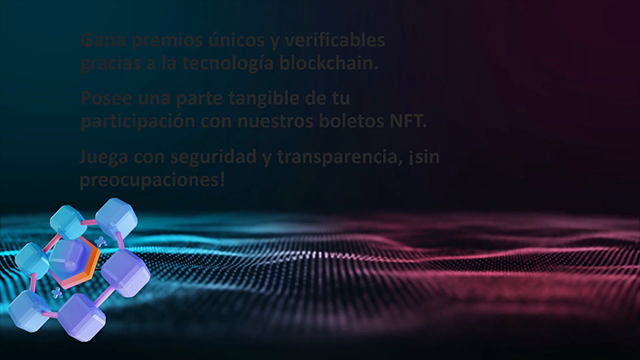 Gana premios únicos y verificables
gracias a la tecnología blockchain.
Posee una parte tangible de tu
participación con nuestros boletos NFT.
Juega con seguridad y transparencia, ¡sin
preocupaciones!